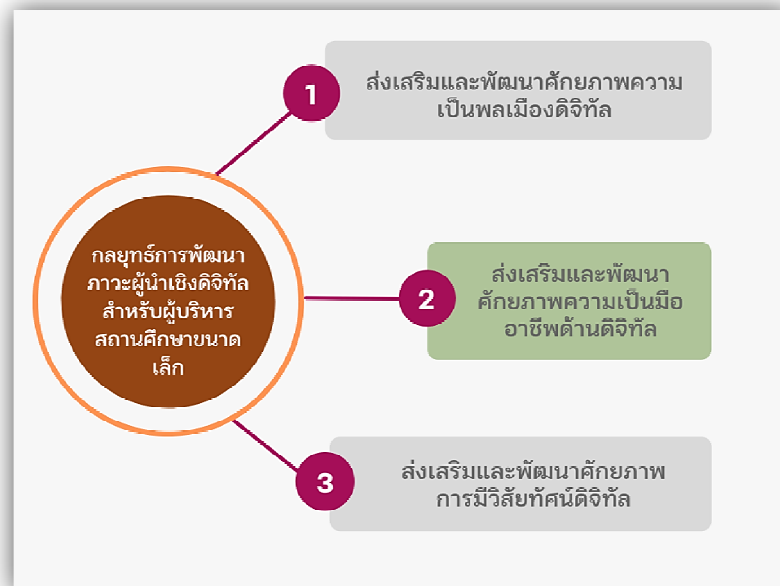 1
ส่งเสริมและพัฒนาศักยภาพความ
เป็นพลเมืองดิจิทัล
กลยุทธ์การพัฒนา
ภาวะผู้นำเชิงดิจิทัล
สำหรับผู้บริหาร
สถานศึกษาขนาด
เล็ก
2
ส่งเสริมและพัฒนา
ศักยภาพความเป็นมือ
อาชีพด้านดิจิทัล
3
ส่งเสริมและพัฒนาศักยภาพ
การมีวิสัยทัศน์ดิจิทัล